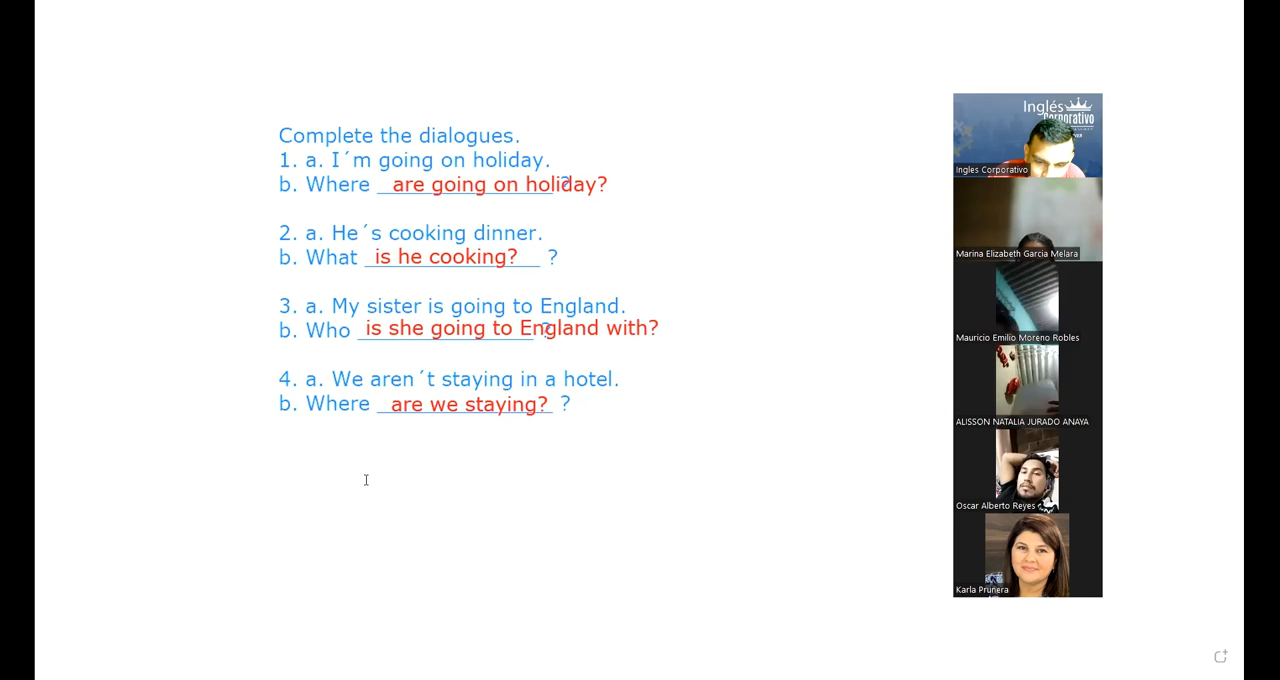 Complete the dialogues.
1. a. I´m going on holiday.
b. Where are going on holiday? ?
2. a. He´s cooking dinner.
b. What is he cooking? ?
3. a. My sister is going to England.
b. Who is she going to England with? ?
4. a. We aren´t staying in a hotel.
b. Where are we staying? ?
Inglés
Corporativo
Ingles Corporativo
Marina Elizabeth Garcia Melara
Mauricio Emilio Moreno Robles
ALISSON NATALIA JURADO ANAYA
Oscar Alberto Reyes
Karla Prunera